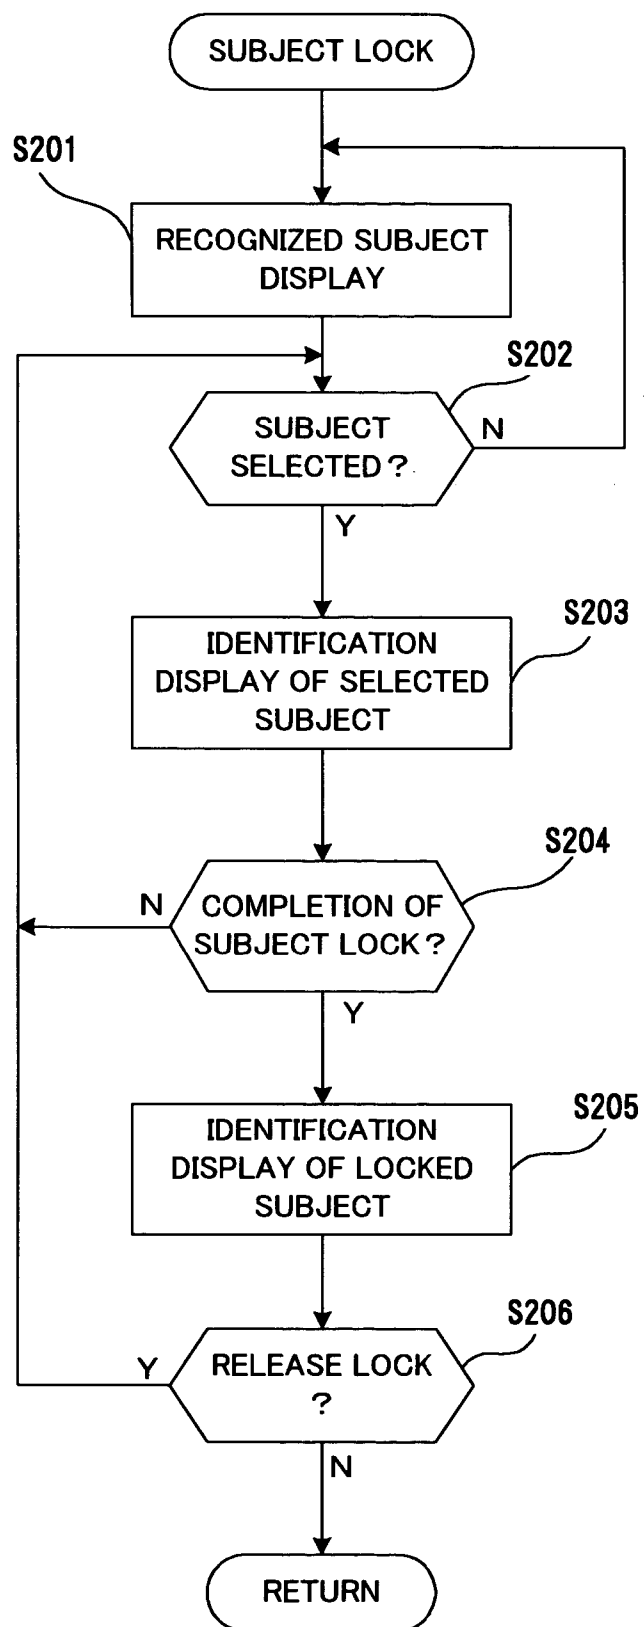 SUBJECT LOCK
S201
RECOGNIZED SUBJECT
DISPLAY
S202
SUBJECT
SELECTED?
N
Y
S203
IDENTIFICATION
DISPLAY OF SELECTED
SUBJECT
S204
COMPLETION OF
SUBJECT LOCK?
N
Y
S205
IDENTIFICATION
DISPLAY OF LOCKED
SUBJECT
S206
RELEASE LOCK
?
Y
N
RETURN